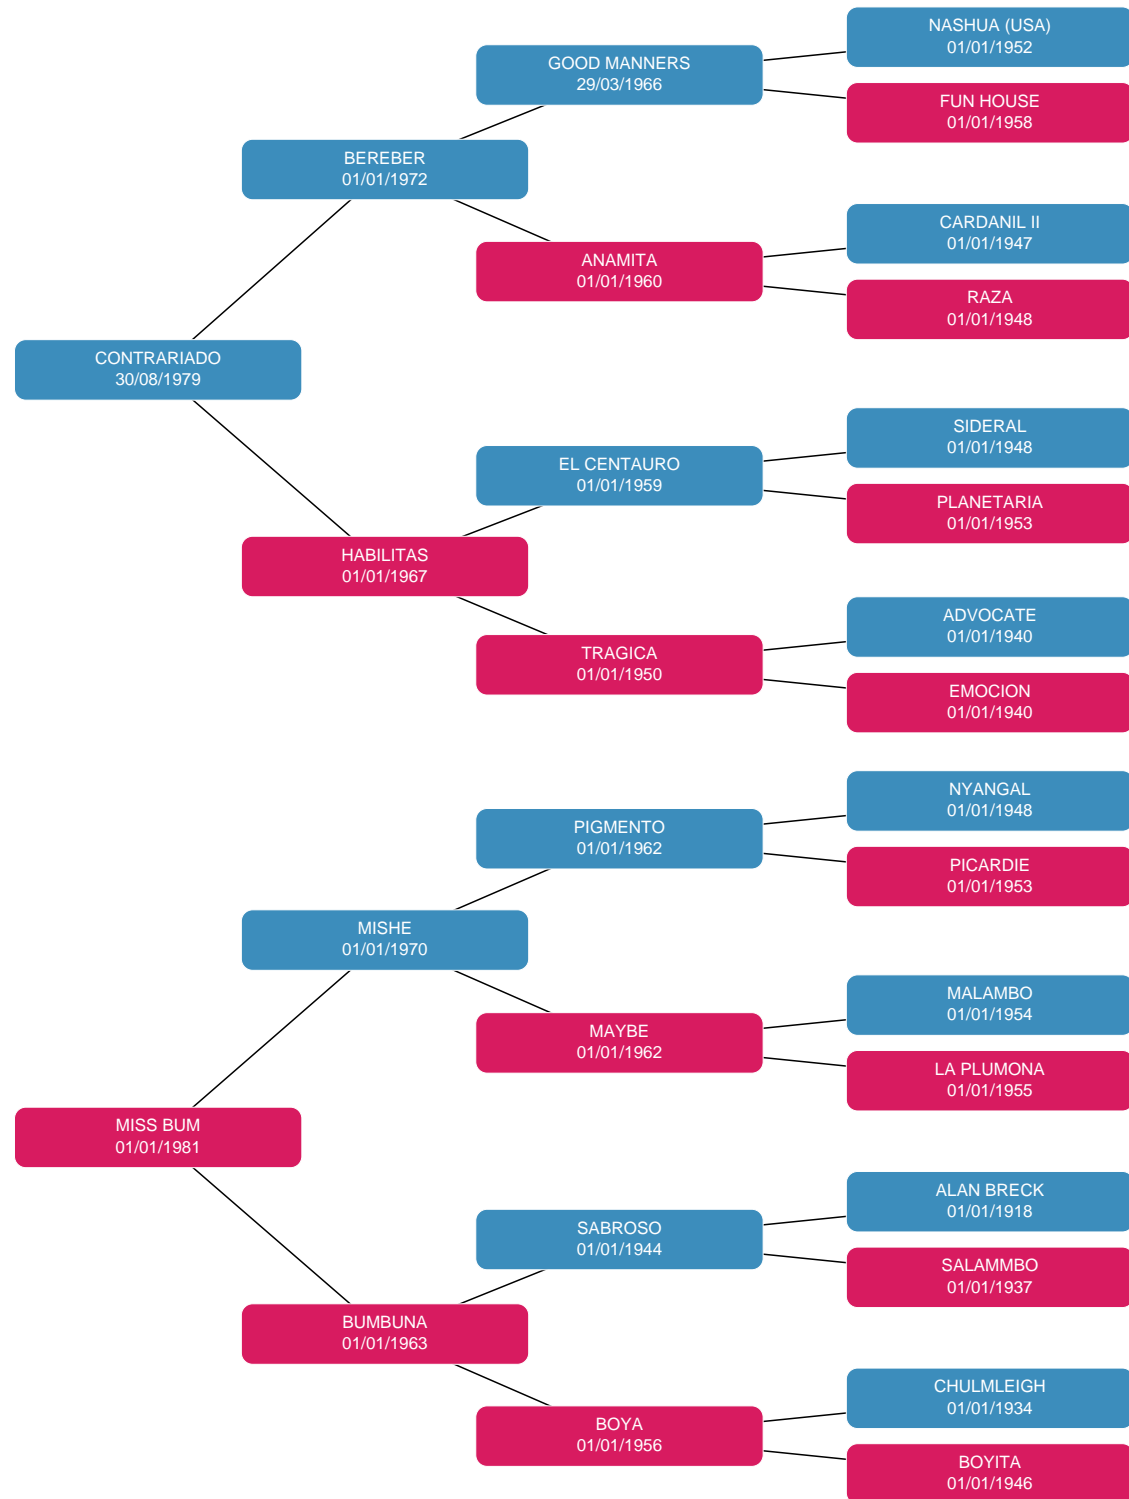 NASHUA (USA)
01/01/1952
GOOD MANNERS
29/03/1966
FUN HOUSE
01/01/1958
BEREBER
01/01/1972
CARDANIL II
01/01/1947
ANAMITA
01/01/1960
RAZA
01/01/1948
CONTRARIADO
30/08/1979
SIDERAL
01/01/1948
EL CENTAURO
01/01/1959
PLANETARIA
01/01/1953
HABILITAS
01/01/1967
ADVOCATE
01/01/1940
TRAGICA
01/01/1950
EMOCION
01/01/1940
NYANGAL
01/01/1948
PIGMENTO
01/01/1962
PICARDIE
01/01/1953
MISHE
01/01/1970
MALAMBO
01/01/1954
MAYBE
01/01/1962
LA PLUMONA
01/01/1955
MISS BUM
01/01/1981
ALAN BRECK
01/01/1918
SABROSO
01/01/1944
SALAMMBO
01/01/1937
BUMBUNA
01/01/1963
CHULMLEIGH
01/01/1934
BOYA
01/01/1956
BOYITA
01/01/1946